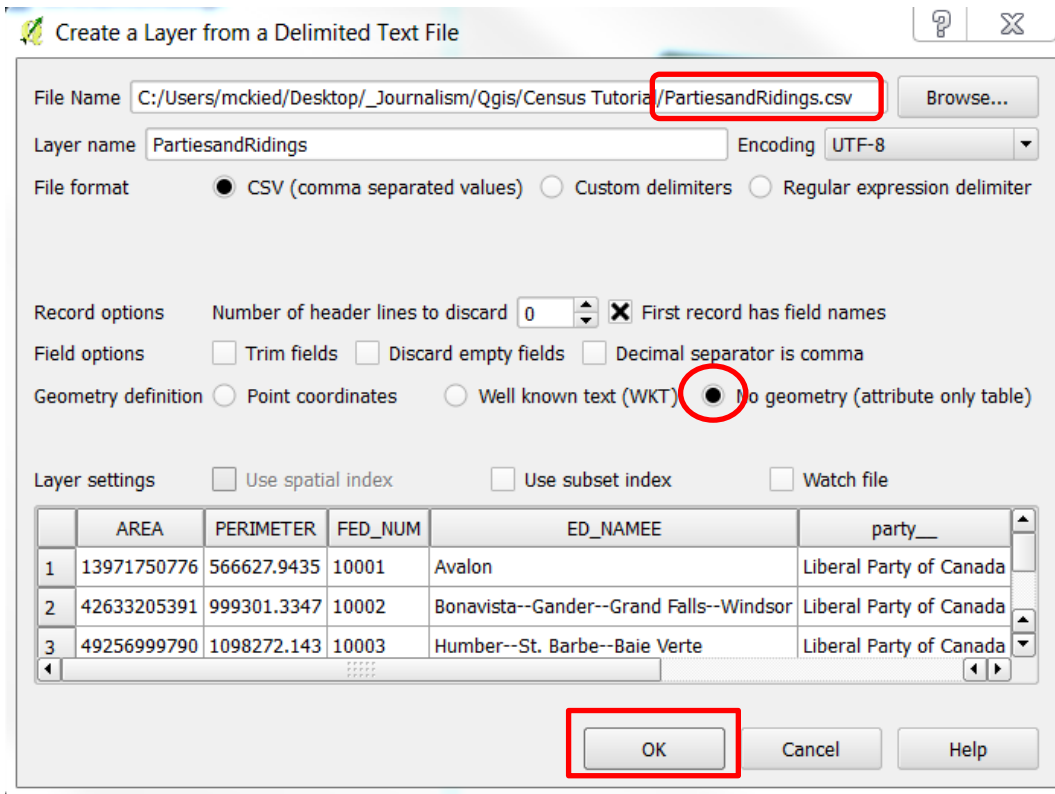 Create a Layer from a Delimited Text File
File Name C:/Users/mckied/Desktop/_Journalism/Qgis/Census Tutorial/PartiesandRidings.csv Browse...
Layer name PartiesandRidings Encoding UTF-8
File format CSV (comma separated values) Custom delimiters Regular expression delimiter
Record options Number of header lines to discard 0 First record has field names
Field options Trim fields Discard empty fields Decimal separator is comma
Geometry definition Point coordinates Well known text (WKT) No geometry (attribute only table)
Layer settings Use spatial index Use subset index Watch file
AREA PERIMETER FED_NUM ED_NAMEE party__
1 13971750776 566627.9435 10001 Avalon Liberal Party of Canada
2 42633205391 999301.3347 10002 Bonavista--Gander--Grand Falls--Windsor Liberal Party of Canada
3 49256999790 1098272.143 10003 Humber--St. Barbe--Baie Verte Liberal Party of Canada
OK Cancel Help